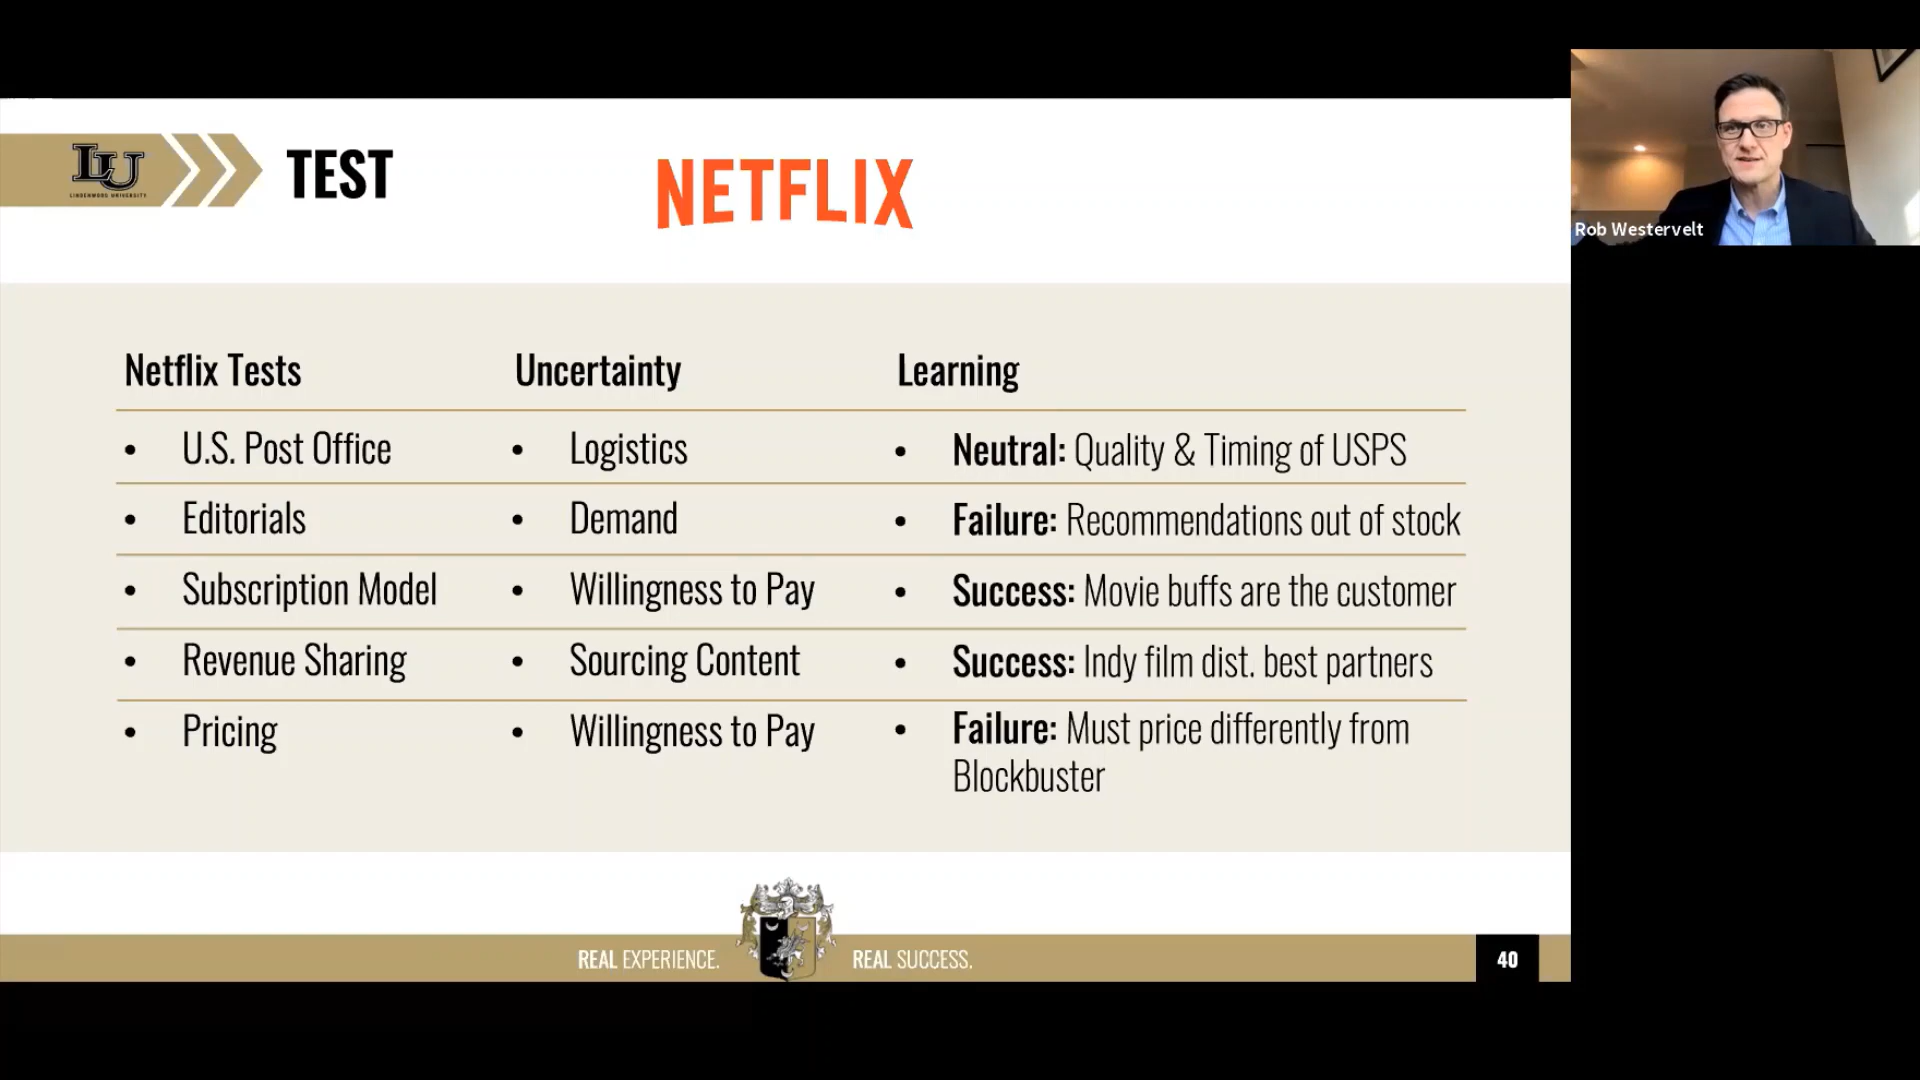 LU
LINDENWOOD UNIVERSITY
TEST
NETFLIX
Rob Westervelt
Netflix Tests Uncertainty Learning
• U.S. Post Office • Logistics • Neutral: Quality & Timing of USPS
• Editorials • Demand • Failure: Recommendations out of stock
• Subscription Model • Willingness to Pay • Success: Movie buffs are the customer
• Revenue Sharing • Sourcing Content • Success: Indy film dist. best partners
• Pricing • Willingness to Pay • Failure: Must price differently from
Blockbuster
REAL EXPERIENCE. REAL SUCCESS.
40